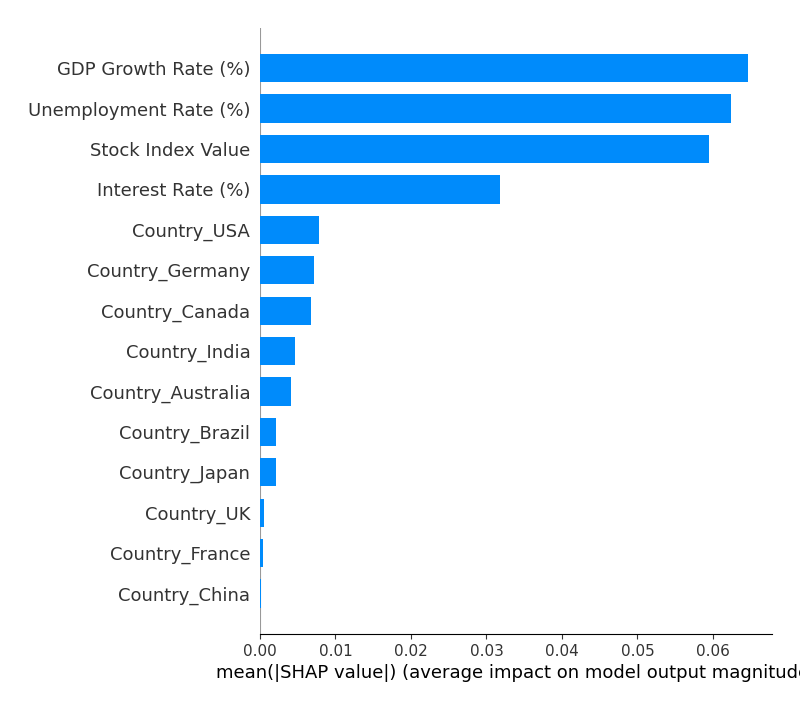 GDP Growth Rate (%)
Unemployment Rate (%)
Stock Index Value
Interest Rate (%)
Country_USA
Country_Germany
Country_Canada
Country_India
Country_Australia
Country_Brazil
Country_Japan
Country_UK
Country_France
Country_China
0.00 0.01 0.02 0.03 0.04 0.05 0.06
mean(|SHAP value|) (average impact on model output magnitude